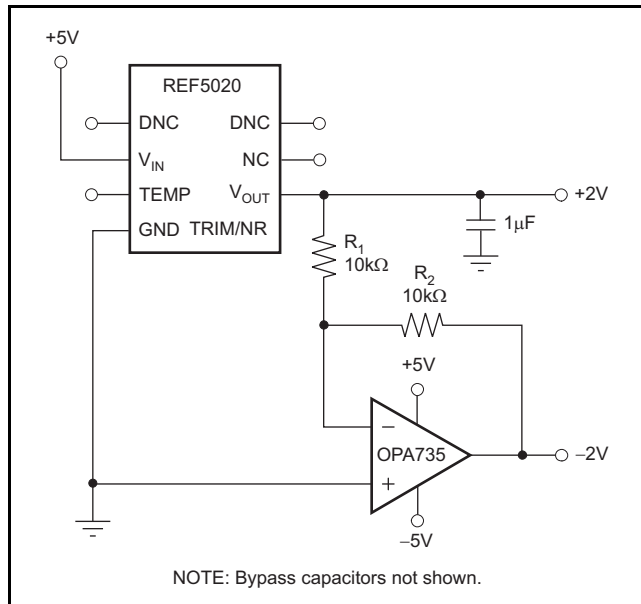 +5V
REF5020
DNC DNC
V_IN NC
TEMP V_OUT
GND TRIM/NR
+2V
1μF
R_1
10kΩ
R_2
10kΩ
+5V
−
OPA735
+
−2V
−5V
NOTE: Bypass capacitors not shown.